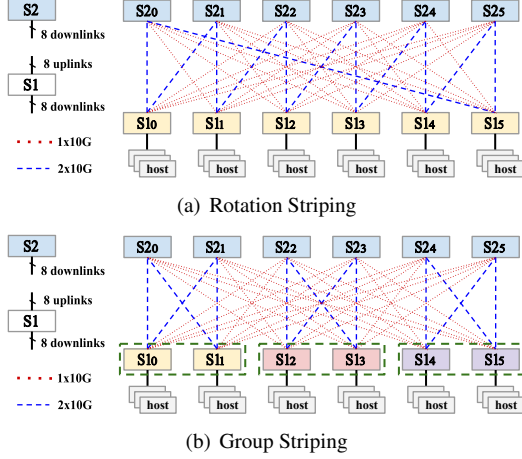 S2
8 downlinks
8 uplinks
S1
8 downlinks
1x10G
2x10G
S20 S21 S22 S23 S24 S25
S10 S11 S12 S13 S14 S15
host host host host host host
(a) Rotation Striping
S2
8 downlinks
8 uplinks
S1
8 downlinks
1x10G
2x10G
S20 S21 S22 S23 S24 S25
S10 S11 S12 S13 S14 S15
host host host host host host
(b) Group Striping